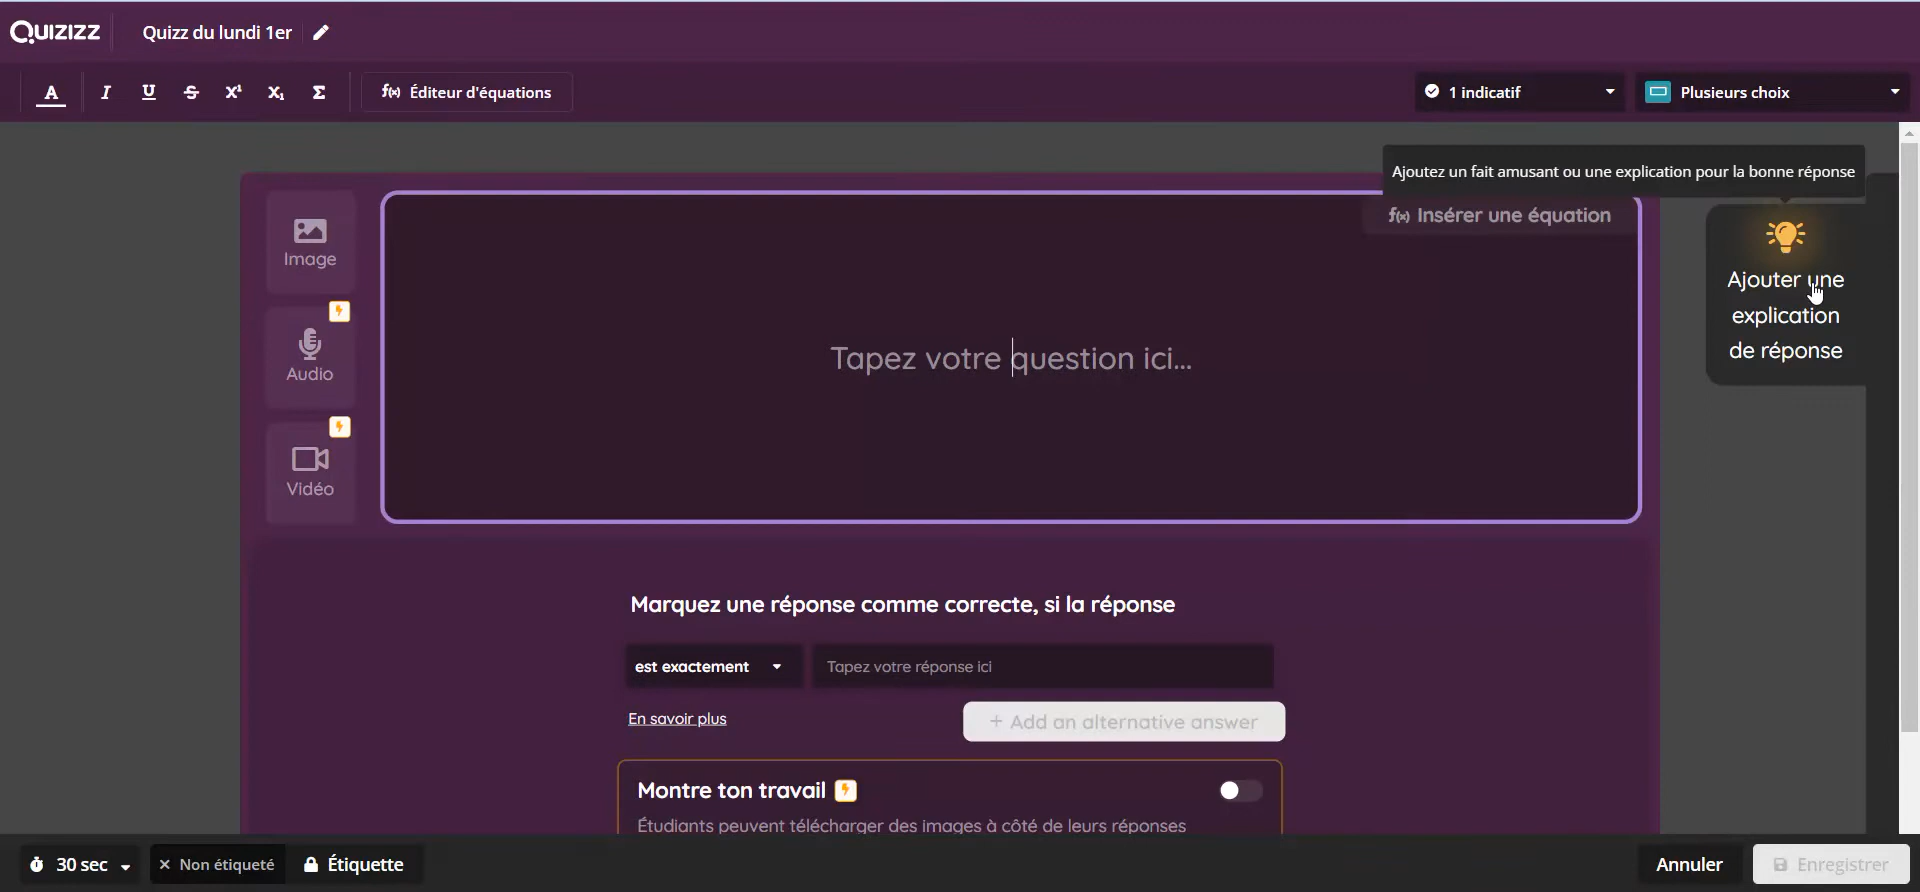 QUIZIZZ
Quizz du lundi 1er
A I U S X¹ X₁ Σ
f(x) Éditeur d'équations
1 indicatif
Plusieurs choix
Ajoutez un fait amusant ou une explication pour la bonne réponse
f(x) Insérer une équation
Image
Audio
Vidéo
Tapez votre question ici...
Ajouter une
explication
de réponse
Marquez une réponse comme correcte, si la réponse
est exactement
Tapez votre réponse ici
En savoir plus
+ Add an alternative answer
Montre ton travail
Étudiants peuvent télécharger des images à côté de leurs réponses
30 sec
× Non étiqueté
Étiquette
Annuler
Enregistrer